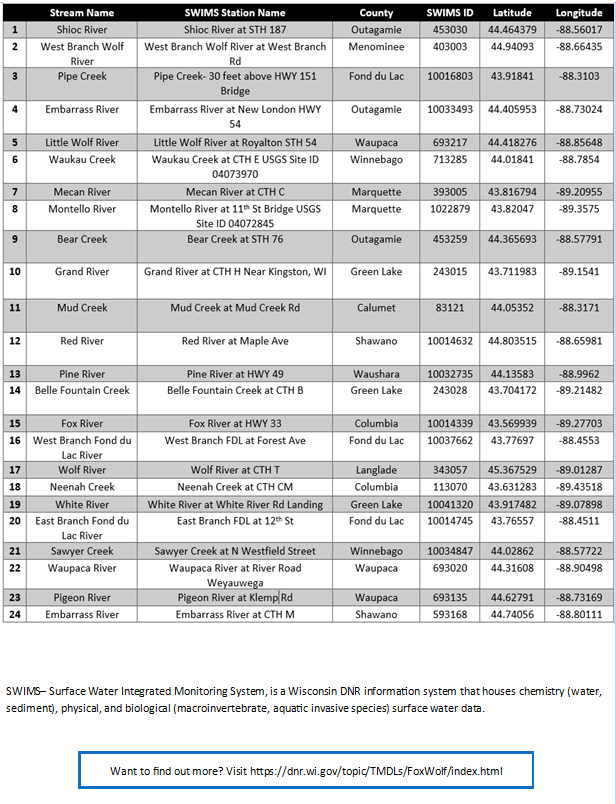 Stream Name SWIMS Station Name County SWIMS ID Latitude Longitude
1 Shioc River Shioc River at STH 187 Outagamie 453030 44.464379 -88.56017
2 West Branch Wolf River West Branch Wolf River at West Branch Rd Menominee 403003 44.94093 -88.66435
3 Pipe Creek Pipe Creek- 30 feet above HWY 151 Bridge Fond du Lac 10016803 43.91841 -88.3103
4 Embarrass River Embarrass River at New London HWY 54 Outagamie 10033493 44.405953 -88.73024
5 Little Wolf River Little Wolf River at Royalton STH 54 Waupaca 693217 44.418276 -88.85648
6 Waukau Creek Waukau Creek at CTH E USGS Site ID 04073970 Winnebago 713285 44.01841 -88.7854
7 Mecan River Mecan River at CTH C Marquette 393005 43.816794 -89.20955
8 Montello River Montello River at 11th St Bridge USGS Site ID 04072845 Marquette 1022879 43.82047 -89.3575
9 Bear Creek Bear Creek at STH 76 Outagamie 453259 44.365693 -88.57791
10 Grand River Grand River at CTH H Near Kingston, WI Green Lake 243015 43.711983 -89.1541
11 Mud Creek Mud Creek at Mud Creek Rd Calumet 83121 44.05352 -88.3171
12 Red River Red River at Maple Ave Shawano 10014632 44.803515 -88.65981
13 Pine River Pine River at HWY 49 Waushara 10032735 44.13583 -88.9962
14 Belle Fountain Creek Belle Fountain Creek at CTH B Green Lake 243028 43.704172 -89.21482
15 Fox River Fox River at HWY 33 Columbia 10014339 43.569939 -89.27703
16 West Branch Fond du Lac River West Branch FDL at Forest Ave Fond du Lac 10037662 43.77697 -88.4553
17 Wolf River Wolf River at CTH T Langlade 343057 45.367529 -89.01287
18 Neenah Creek Neenah Creek at CTH CM Columbia 113070 43.631283 -89.43518
19 White River White River at White River Rd Landing Green Lake 10041320 43.917482 -89.07898
20 East Branch Fond du Lac River East Branch FDL at 12th St Fond du Lac 10014745 43.76557 -88.4511
21 Sawyer Creek Sawyer Creek at N Westfield Street Winnebago 10034847 44.02862 -88.57722
22 Waupaca River Waupaca River at River Road Weyauwega Waupaca 693020 44.31608 -88.90498
23 Pigeon River Pigeon River at Klemp Rd Waupaca 693135 44.62791 -88.73169
24 Embarrass River Embarrass River at CTH M Shawano 593168 44.74056 -88.80111
SWIMS– Surface Water Integrated Monitoring System, is a Wisconsin DNR information system that houses chemistry (water,
sediment), physical, and biological (macroinvertebrate, aquatic invasive species) surface water data.
Want to find out more? Visit https://dnr.wi.gov/topic/TMDLs/FoxWolf/index.html